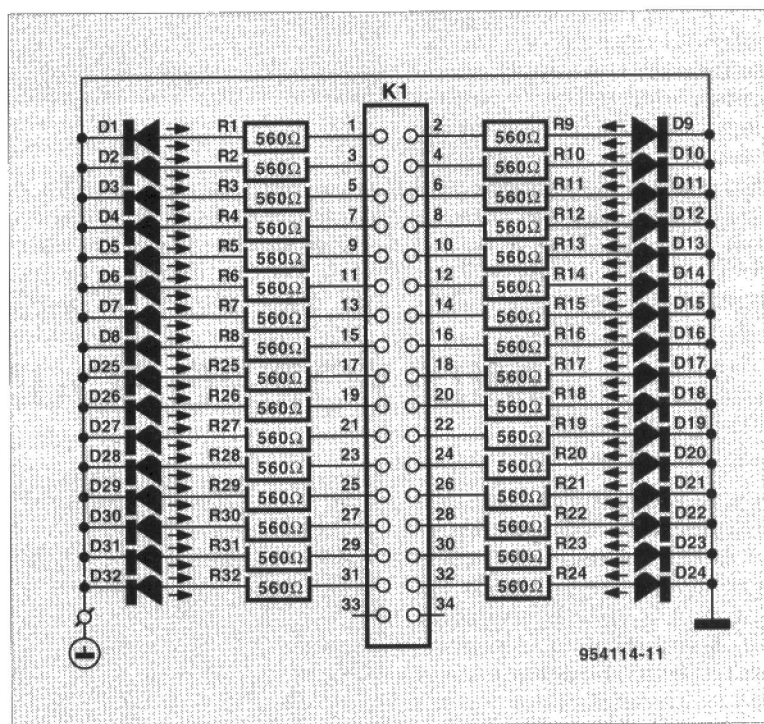 K1
D1 R1 560Ω 1 2 560Ω R9 D9
D2 R2 560Ω 3 4 560Ω R10 D10
D3 R3 560Ω 5 6 560Ω R11 D11
D4 R4 560Ω 7 8 560Ω R12 D12
D5 R5 560Ω 9 10 560Ω R13 D13
D6 R6 560Ω 11 12 560Ω R14 D14
D7 R7 560Ω 13 14 560Ω R15 D15
D8 R8 560Ω 15 16 560Ω R16 D16
D25 R25 560Ω 17 18 560Ω R17 D17
D26 R26 560Ω 19 20 560Ω R18 D18
D27 R27 560Ω 21 22 560Ω R19 D19
D28 R28 560Ω 23 24 560Ω R20 D20
D29 R29 560Ω 25 26 560Ω R21 D21
D30 R30 560Ω 27 28 560Ω R22 D22
D31 R31 560Ω 29 30 560Ω R23 D23
D32 R32 560Ω 31 32 560Ω R24 D24
33 34
954114-11